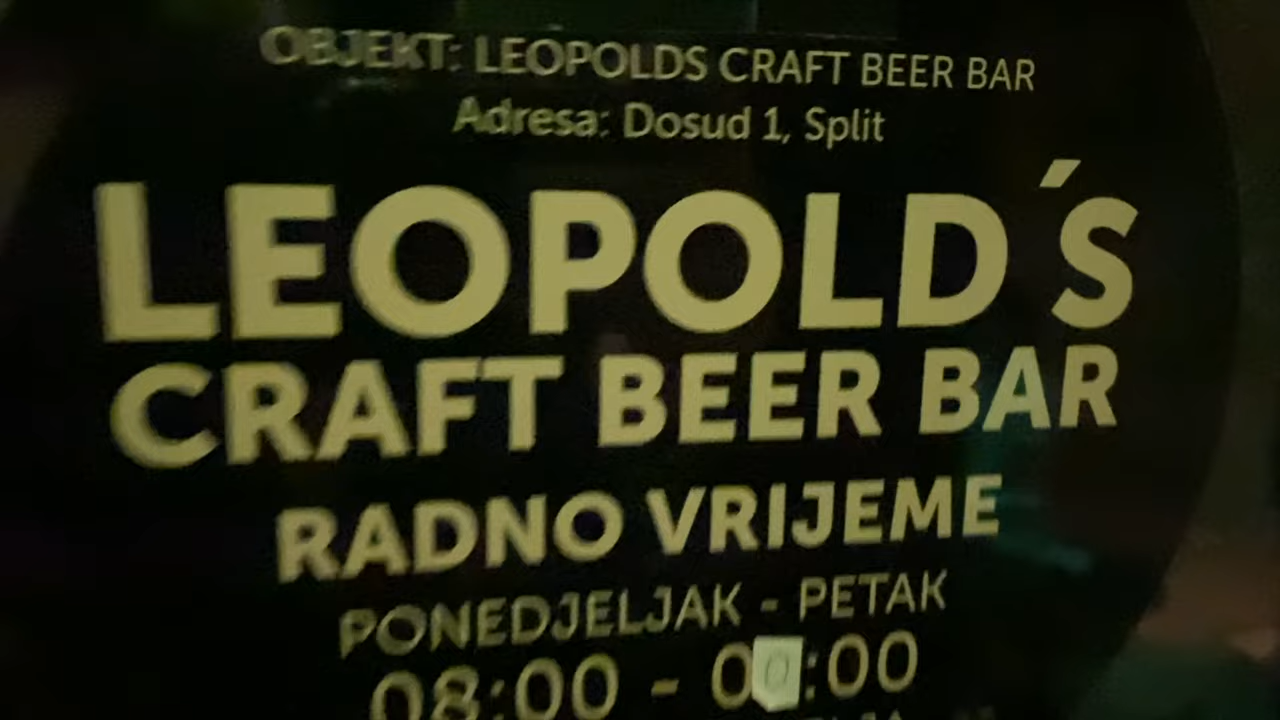 OBJEKT: LEOPOLDS CRAFT BEER BAR
Adresa: Dosud 1, Split
LEOPOLD´S
CRAFT BEER BAR
RADNO VRIJEME
PONEDJELJAK - PETAK
08:00 - 00:00